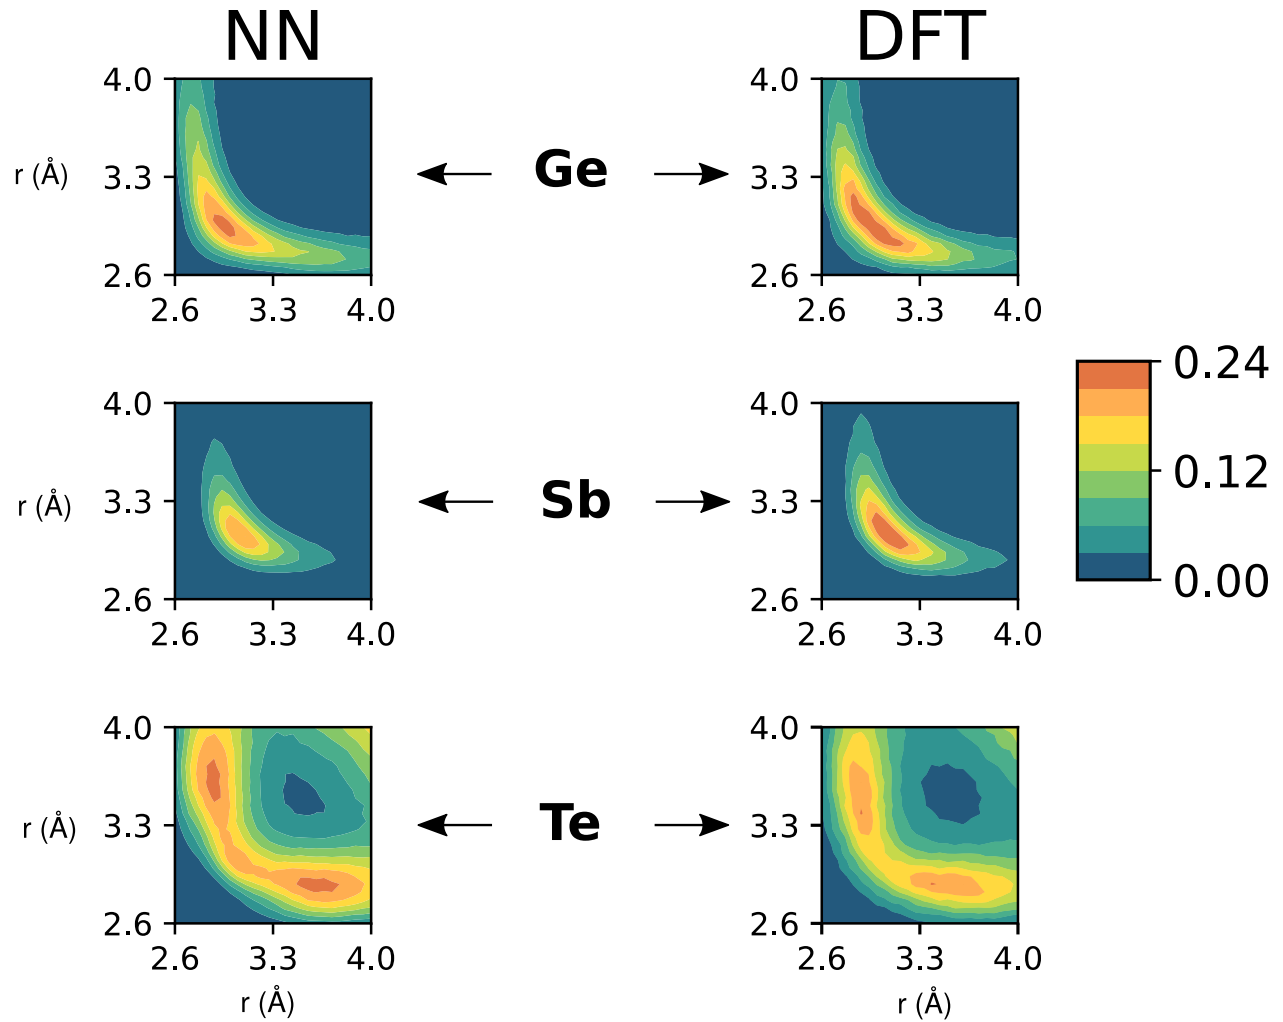 NN DFT
4.0 4.0
r (Å) 3.3 Ge 3.3
2.6 2.6
2.6 3.3 4.0 2.6 3.3 4.0
0.24
4.0 4.0
0.12
r (Å) 3.3 Sb 3.3
0.00
2.6 2.6
2.6 3.3 4.0 2.6 3.3 4.0
4.0 4.0
r (Å) 3.3 Te 3.3
2.6 2.6
2.6 3.3 4.0 2.6 3.3 4.0
r (Å) r (Å)